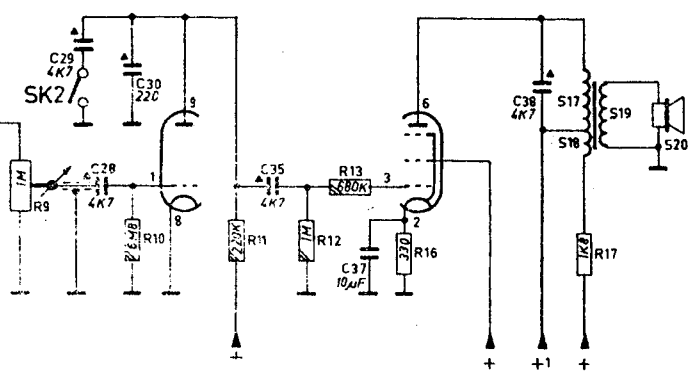 C29
4K7
SK2
C30
220
9
6
C38
4K7
S17
S18
S19
S20
1M
R9
C28
4K7
1
8
6M8
R10
220K
R11
C35
4K7
R13
680K
3
1M
R12
2
C37
10µF
330
R16
1K8
R17
+
+
+1
+